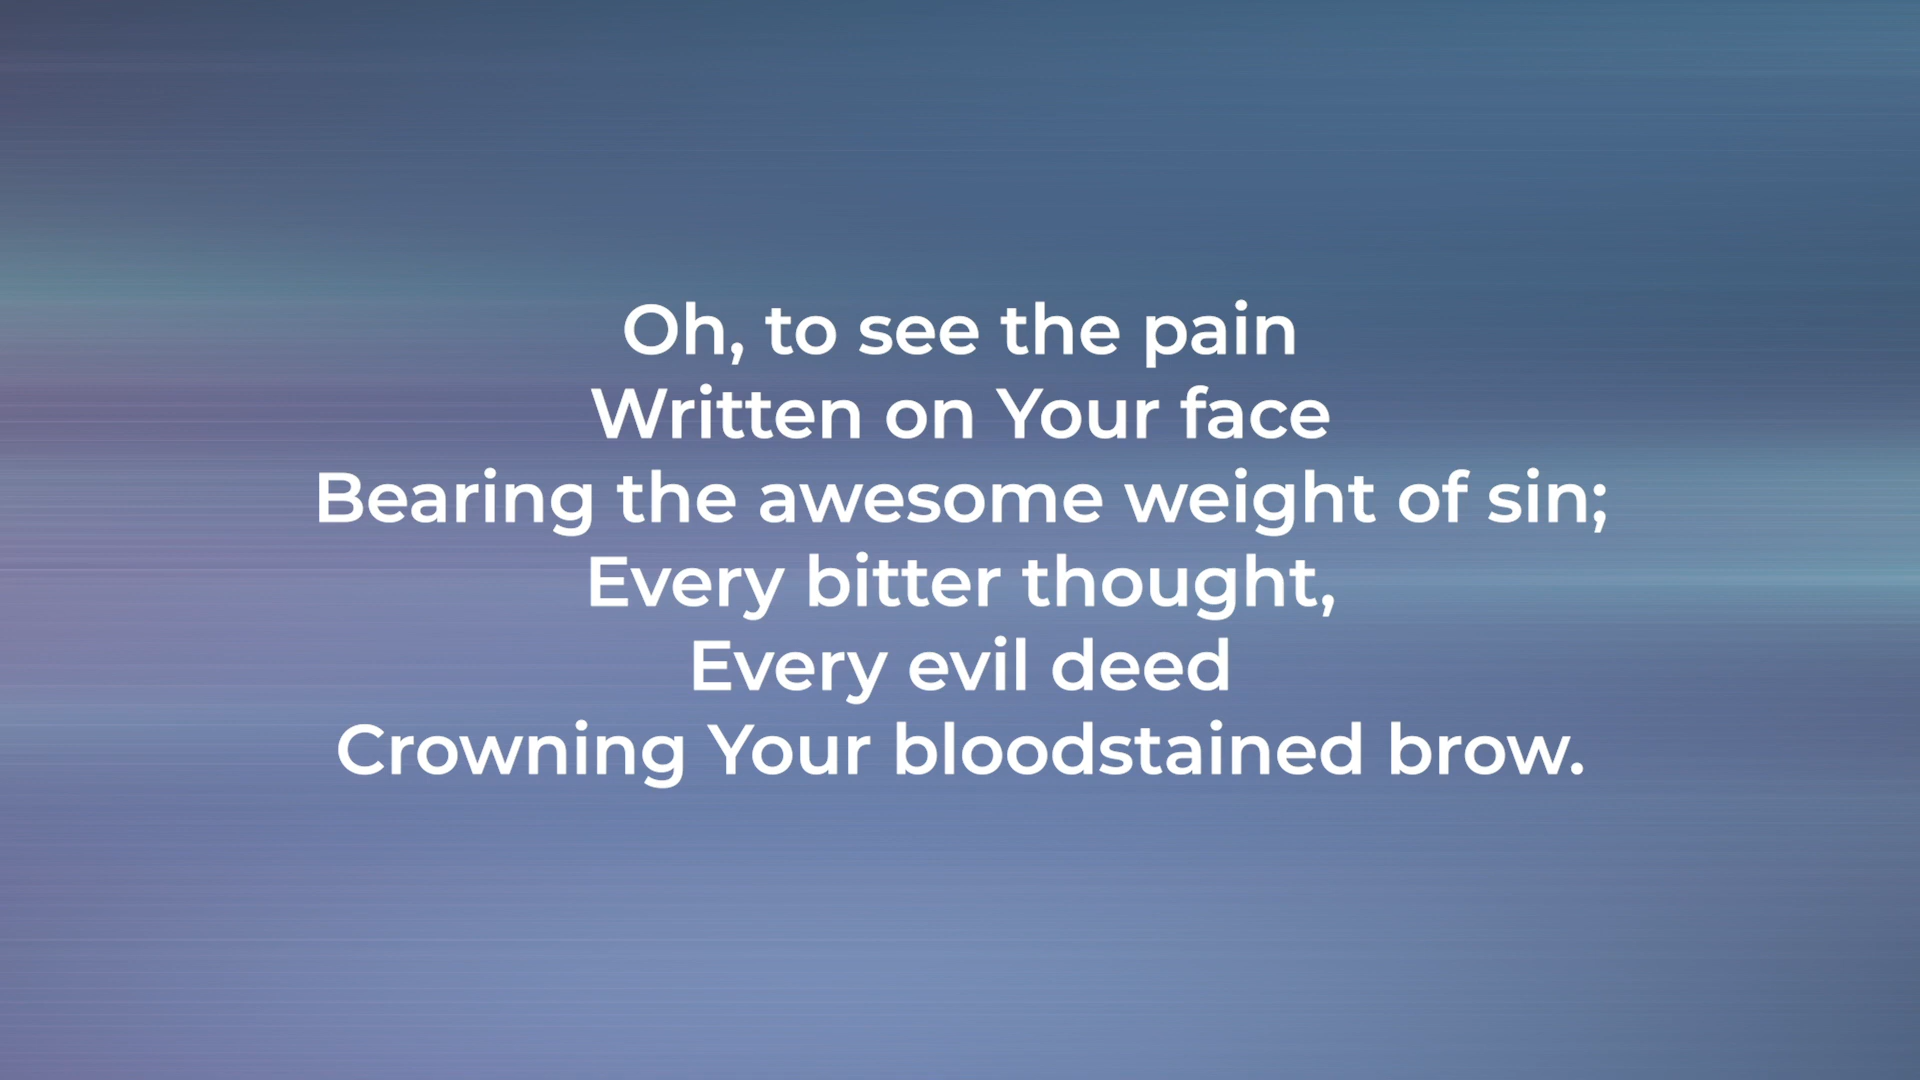 Oh, to see the pain
Written on Your face
Bearing the awesome weight of sin;
Every bitter thought,
Every evil deed
Crowning Your bloodstained brow.